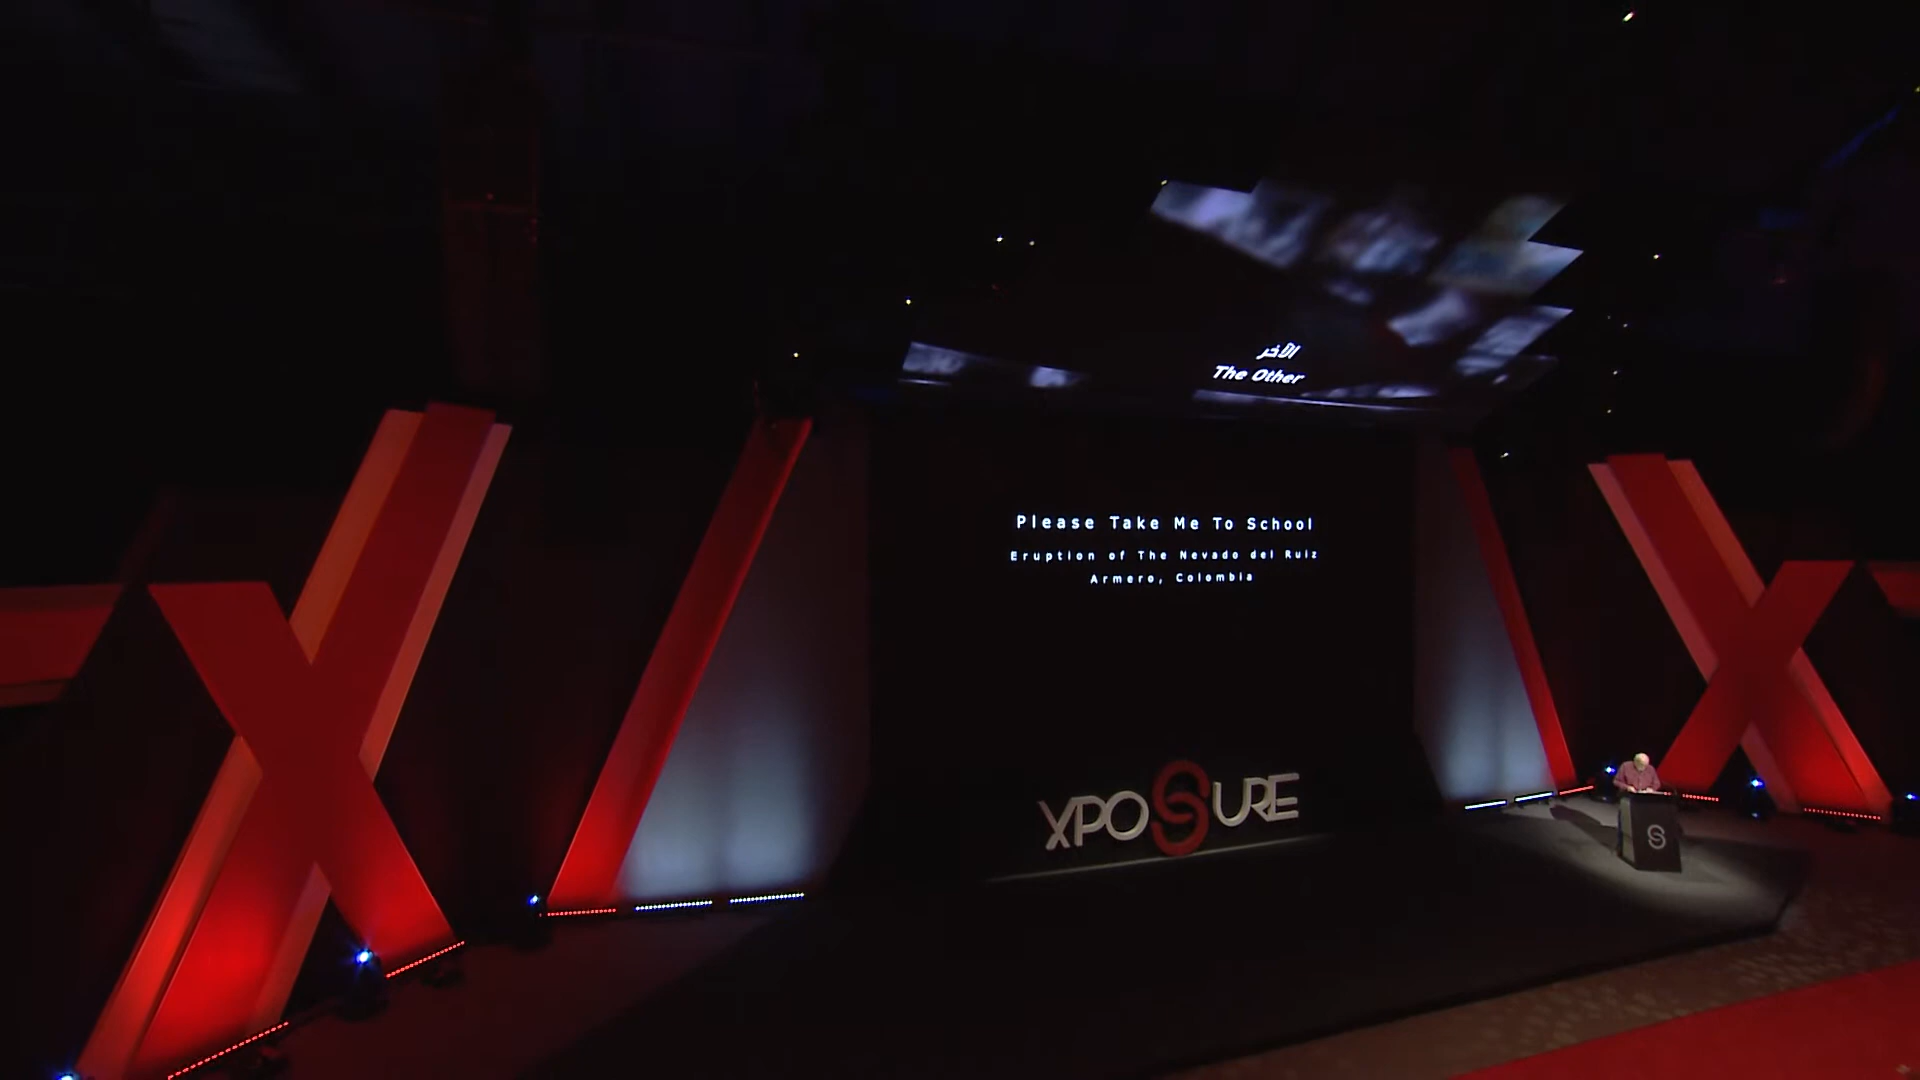 الآخر
The Other
Please Take Me To School
Eruption of The Nevado del Ruiz
Armero, Colombia
XPOSURE